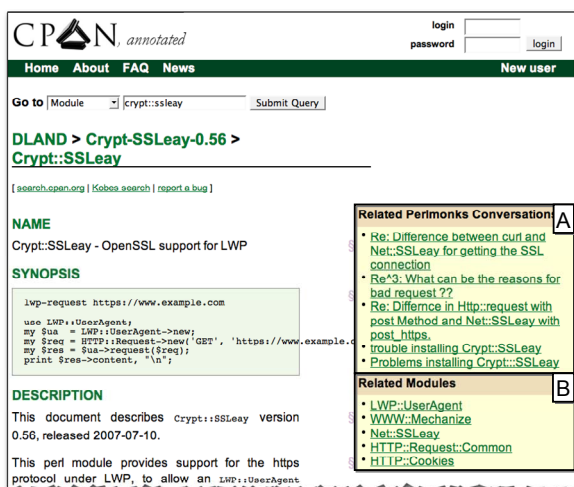 CPAN, annotated
login
password
login
Home About FAQ News New user
Go to Module crypt::ssleay Submit Query
DLAND > Crypt-SSLeay-0.56 >
Crypt::SSLeay
[ search.cpan.org | Kobes search | report a bug ]
NAME
Crypt::SSLeay - OpenSSL support for LWP
SYNOPSIS
lwp-request https://www.example.com
use LWP::UserAgent;
my $ua = LWP::UserAgent->new;
my $req = HTTP::Request->new('GET', 'https://www.example.c
my $res = $ua->request($req);
print $res->content, "\n";
DESCRIPTION
This document describes Crypt::SSLeay version
0.56, released 2007-07-10.
This perl module provides support for the https
protocol under LWP, to allow an LWP::UserAgent
Related Perlmonks Conversations
A
• Re: Difference between curl and
Net::SSLeay for getting the SSL
connection
• Re^3: What can be the reasons for
bad request ??
• Re: Differnce in Http::request with
post Method and Net::SSLeay with
post_https.
• trouble installing Crypt::SSLeay
• Problems installing Crypt:::SSLeay
Related Modules
B
• LWP::UserAgent
• WWW::Mechanize
• Net::SSLeay
• HTTP::Request::Common
• HTTP::Cookies